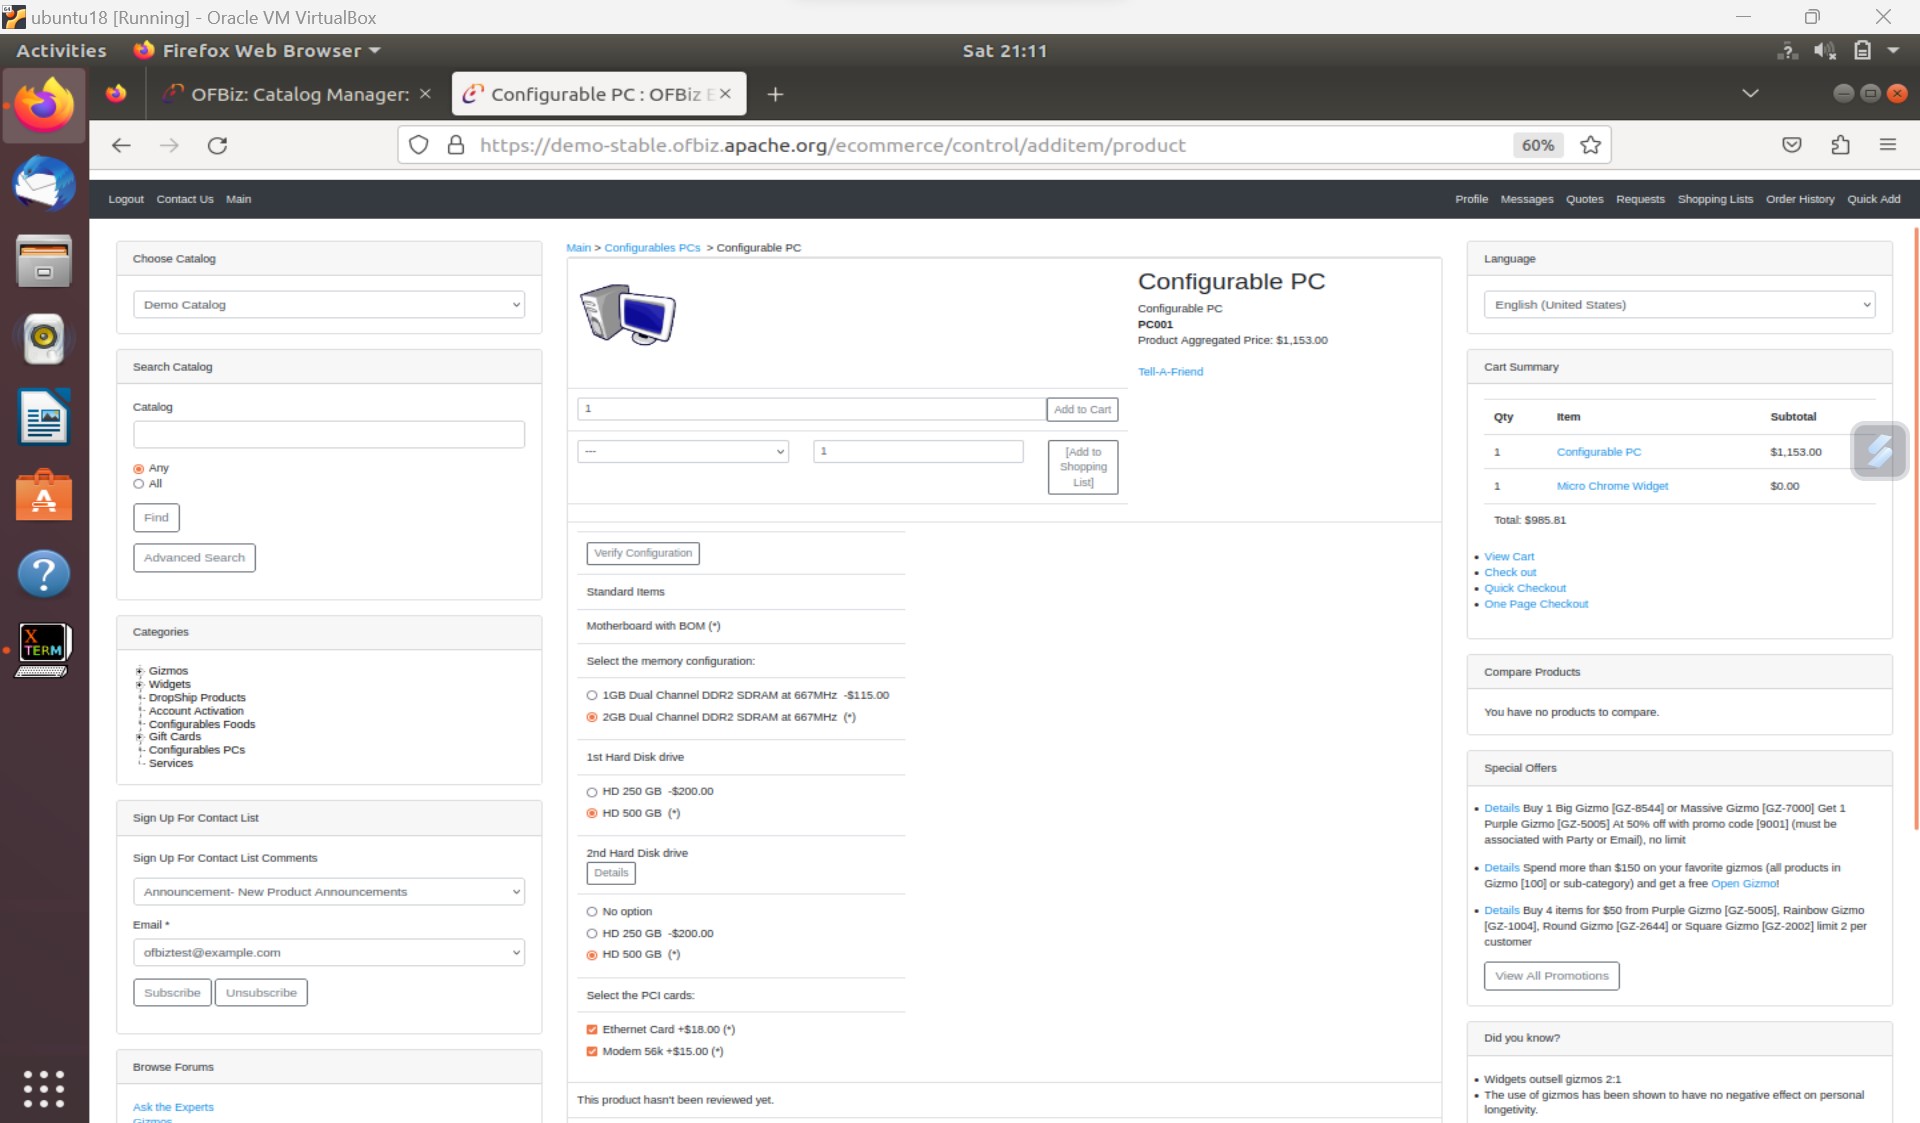 ubuntu18 [Running] - Oracle VM VirtualBox
Activities
Firefox Web Browser
Sat 21:11
OFBiz: Catalog Manager:
Configurable PC : OFBiz
https://demo-stable.ofbiz.apache.org/ecommerce/control/additem/product
60%
Logout Contact Us Main
Profile Messages Quotes Requests Shopping Lists Order History Quick Add
Choose Catalog
Demo Catalog
Search Catalog
Catalog
Any
All
Find
Advanced Search
Categories
Gizmos
Widgets
DropShip Products
Account Activation
Configurables Foods
Gift Cards
Configurables PCs
Services
Sign Up For Contact List
Sign Up For Contact List Comments
Announcement- New Product Announcements
Email *
ofbiztest@example.com
Subscribe
Unsubscribe
Browse Forums
Ask the Experts
Gizmos
Main > Configurables PCs > Configurable PC
Configurable PC
Configurable PC
PC001
Product Aggregated Price: $1,153.00
Tell-A-Friend
1
Add to Cart
---
1
[Add to
Shopping
List]
Verify Configuration
Standard Items
Motherboard with BOM (*)
Select the memory configuration:
1GB Dual Channel DDR2 SDRAM at 667MHz -$115.00
2GB Dual Channel DDR2 SDRAM at 667MHz (*)
1st Hard Disk drive
HD 250 GB -$200.00
HD 500 GB (*)
2nd Hard Disk drive
Details
No option
HD 250 GB -$200.00
HD 500 GB (*)
Select the PCI cards:
Ethernet Card +$18.00 (*)
Modem 56k +$15.00 (*)
This product hasn't been reviewed yet.
Language
English (United States)
Cart Summary
Qty Item Subtotal
1 Configurable PC $1,153.00
1 Micro Chrome Widget $0.00
Total: $985.81
View Cart
Check out
Quick Checkout
One Page Checkout
Compare Products
You have no products to compare.
Special Offers
Details Buy 1 Big Gizmo [GZ-8544] or Massive Gizmo [GZ-7000] Get 1
Purple Gizmo [GZ-5005] At 50% off with promo code [9001] (must be
associated with Party or Email), no limit
Details Spend more than $150 on your favorite gizmos (all products in
Gizmo [100] or sub-category) and get a free Open Gizmo!
Details Buy 4 items for $50 from Purple Gizmo [GZ-5005], Rainbow Gizmo
[GZ-1004], Round Gizmo [GZ-2644] or Square Gizmo [GZ-2002] limit 2 per
customer
View All Promotions
Did you know?
Widgets outsell gizmos 2:1
The use of gizmos has been shown to have no negative effect on personal
longetivity.
X
TERM